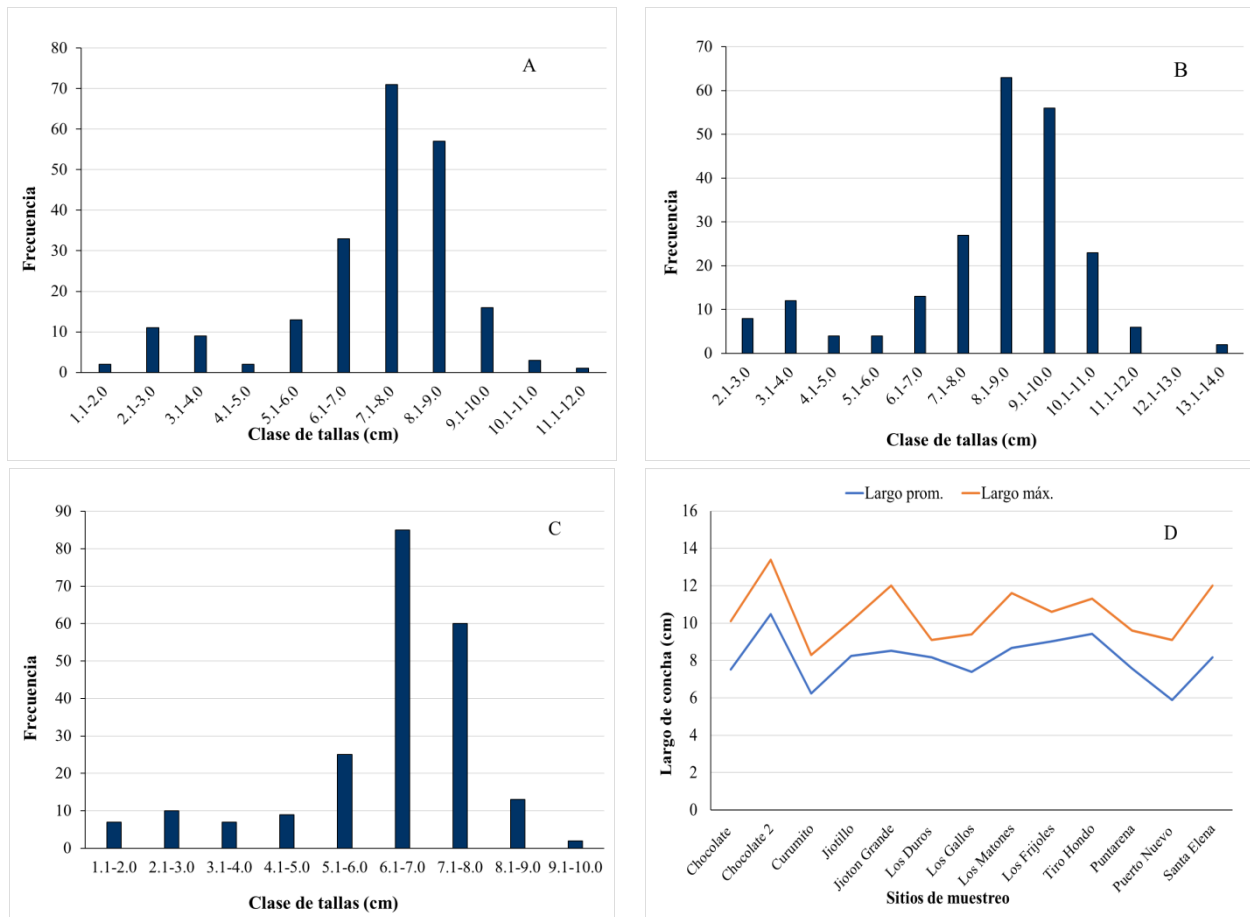 A
80
70
60
50
40
30
20
10
0
Frecuencia
1.1-2.0
2.1-3.0
3.1-4.0
4.1-5.0
5.1-6.0
6.1-7.0
7.1-8.0
8.1-9.0
9.1-10.0
10.1-11.0
11.1-12.0
Clase de tallas (cm)
B
70
60
50
40
30
20
10
0
Frecuencia
2.1-3.0
3.1-4.0
4.1-5.0
5.1-6.0
6.1-7.0
7.1-8.0
8.1-9.0
9.1-10.0
10.1-11.0
11.1-12.0
12.1-13.0
13.1-14.0
Clase de tallas (cm)
C
90
80
70
60
50
40
30
20
10
0
Frecuencia
1.1-2.0
2.1-3.0
3.1-4.0
4.1-5.0
5.1-6.0
6.1-7.0
7.1-8.0
8.1-9.0
9.1-10.0
Clase de tallas (cm)
Largo prom.
Largo máx.
D
16
14
12
10
8
6
4
2
0
Largo de concha (cm)
Chocolate
Chocolate 2
Curumito
Jiotillo
Jioton Grande
Los Duros
Los Gallos
Los Matones
Los Frijoles
Tiro Hondo
Puntarena
Puerto Nuevo
Santa Elena
Sitios de muestreo